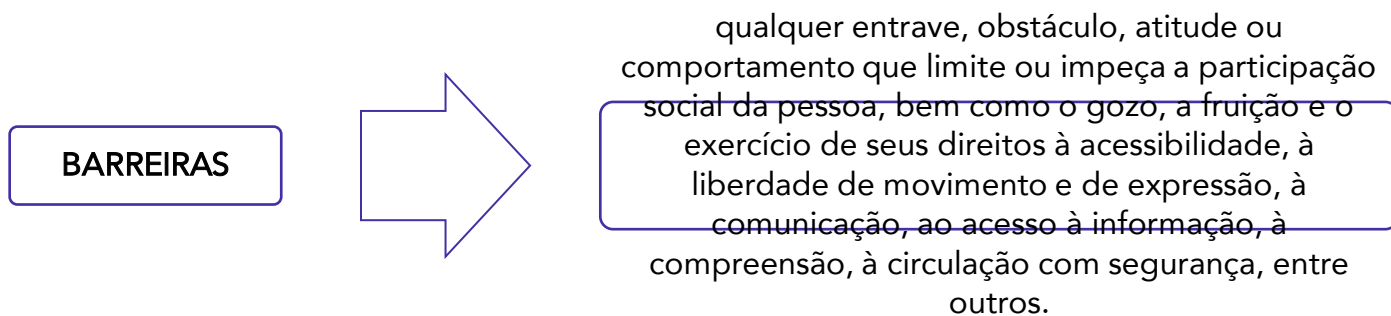 BARREIRAS
qualquer entrave, obstáculo, atitude ou
comportamento que limite ou impeça a participação
social da pessoa, bem como o gozo, a fruição e o
exercício de seus direitos à acessibilidade, à
liberdade de movimento e de expressão, à
comunicação, ao acesso à informação, à
compreensão, à circulação com segurança, entre
outros.